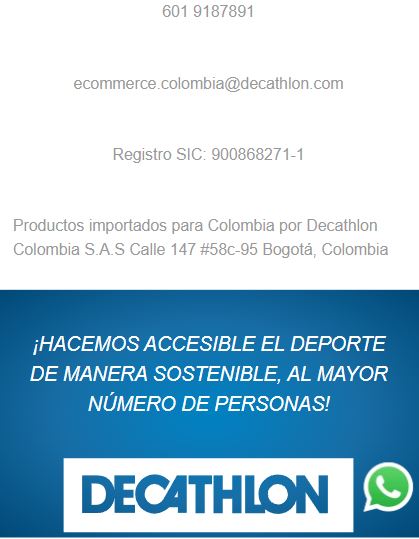 601 9187891
ecommerce.colombia@decathlon.com
Registro SIC: 900868271-1
Productos importados para Colombia por Decathlon
Colombia S.A.S Calle 147 #58c-95 Bogotá, Colombia
¡HACEMOS ACCESIBLE EL DEPORTE
DE MANERA SOSTENIBLE, AL MAYOR
NÚMERO DE PERSONAS!
DECATHLON